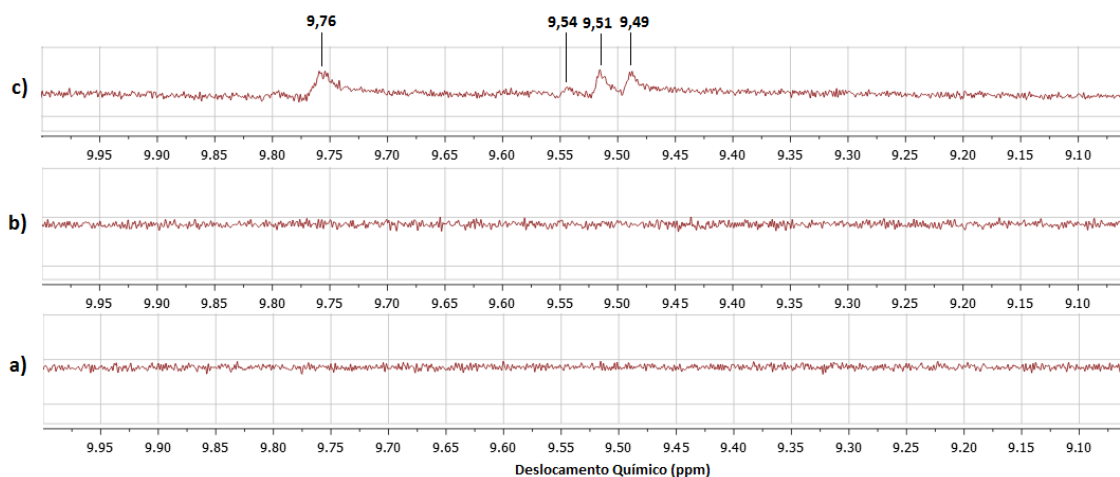 9,76 9,54 9,51 9,49
c)
9.95 9.90 9.85 9.80 9.75 9.70 9.65 9.60 9.55 9.50 9.45 9.40 9.35 9.30 9.25 9.20 9.15 9.10
b)
9.95 9.90 9.85 9.80 9.75 9.70 9.65 9.60 9.55 9.50 9.45 9.40 9.35 9.30 9.25 9.20 9.15 9.10
a)
9.95 9.90 9.85 9.80 9.75 9.70 9.65 9.60 9.55 9.50 9.45 9.40 9.35 9.30 9.25 9.20 9.15 9.10
Deslocamento Químico (ppm)